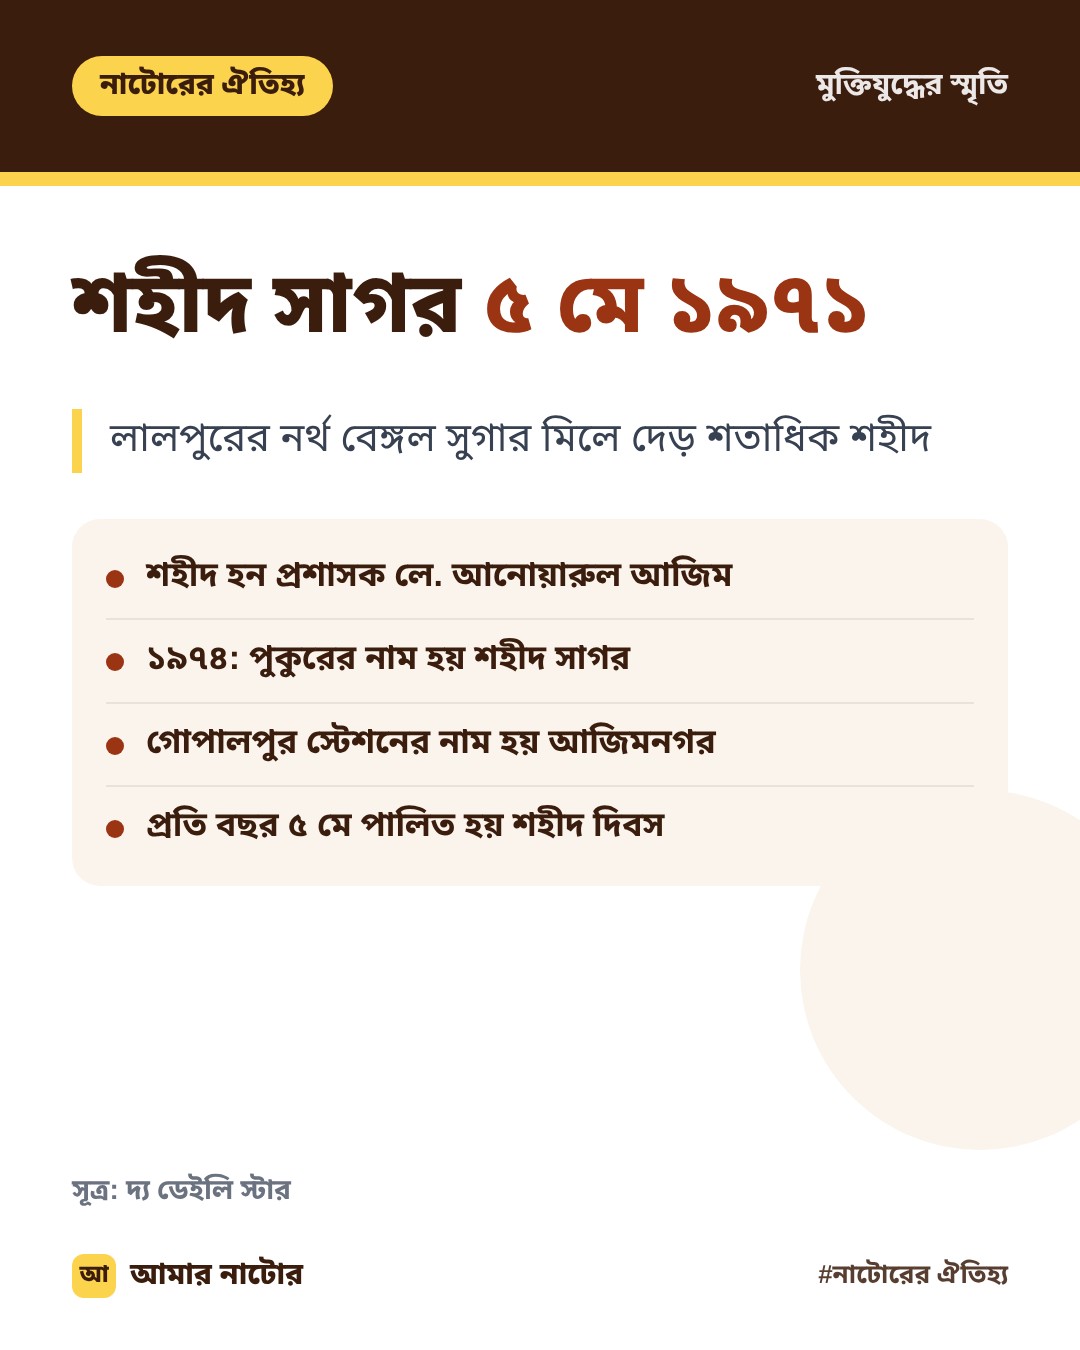 নাটোরের ঐতিহ্য
মুক্তিযুদ্ধের স্মৃতি
শহীদ সাগর ৫ মে ১৯৭১
লালপুরের নর্থ বেঙ্গল সুগার মিলে দেড় শতাধিক শহীদ
শহীদ হন প্রশাসক লে. আনোয়ারুল আজিম
১৯৭৪: পুকুরের নাম হয় শহীদ সাগর
গোপালপুর স্টেশনের নাম হয় আজিমনগর
প্রতি বছর ৫ মে পালিত হয় শহীদ দিবস
সূত্র: দ্য ডেইলি স্টার
আ আমার নাটোর
#নাটোরের ঐতিহ্য